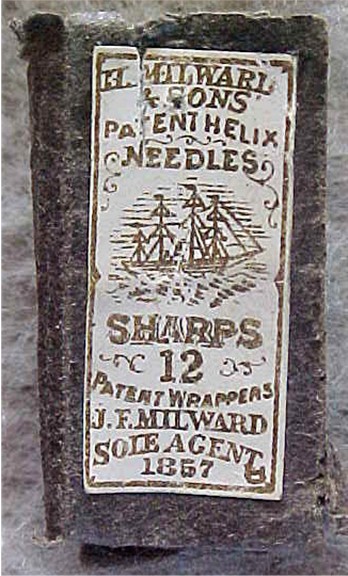 H. MILWARD
& SONS
PATENT HELIX
NEEDLES
SHARPS
12
PATENT WRAPPERS
J. F. MILWARD
SOLE AGENT
1857